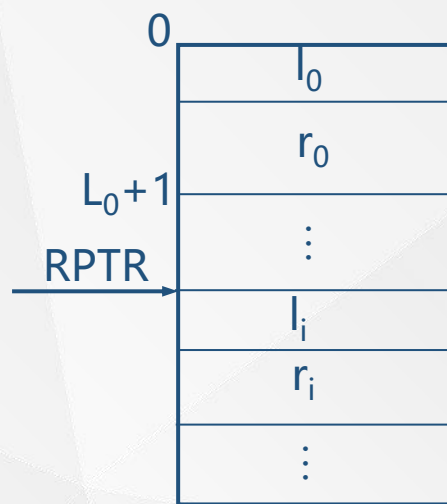 0
l₀
r₀
L₀+1
⋮
RPTR
lᵢ
rᵢ
⋮